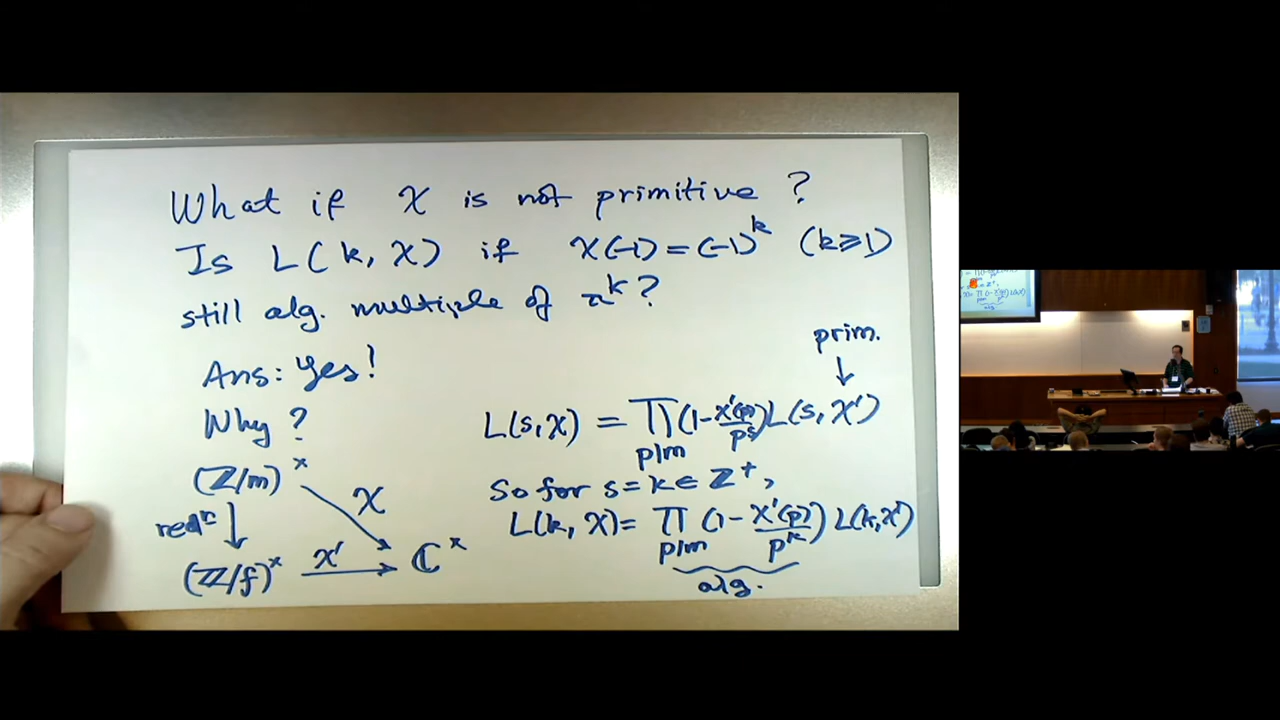 What if χ is not primitive ?
Is L(k, χ) if χ(-1) = (-1)^k (k≥1)
still alg. multiple of π^k ?
Ans: Yes!
Why ?
(Z/m)^×
χ
red^n ↓
(Z/f)^× χ' → C^×
prim.
↓
L(s,χ) = ∏_{p|m} (1 - χ'(p)/p^s) L(s, χ')
So for s = k ∈ Z^+,
L(k, χ) = ∏_{p|m} (1 - χ'(p)/p^k) L(k,χ')
alg.